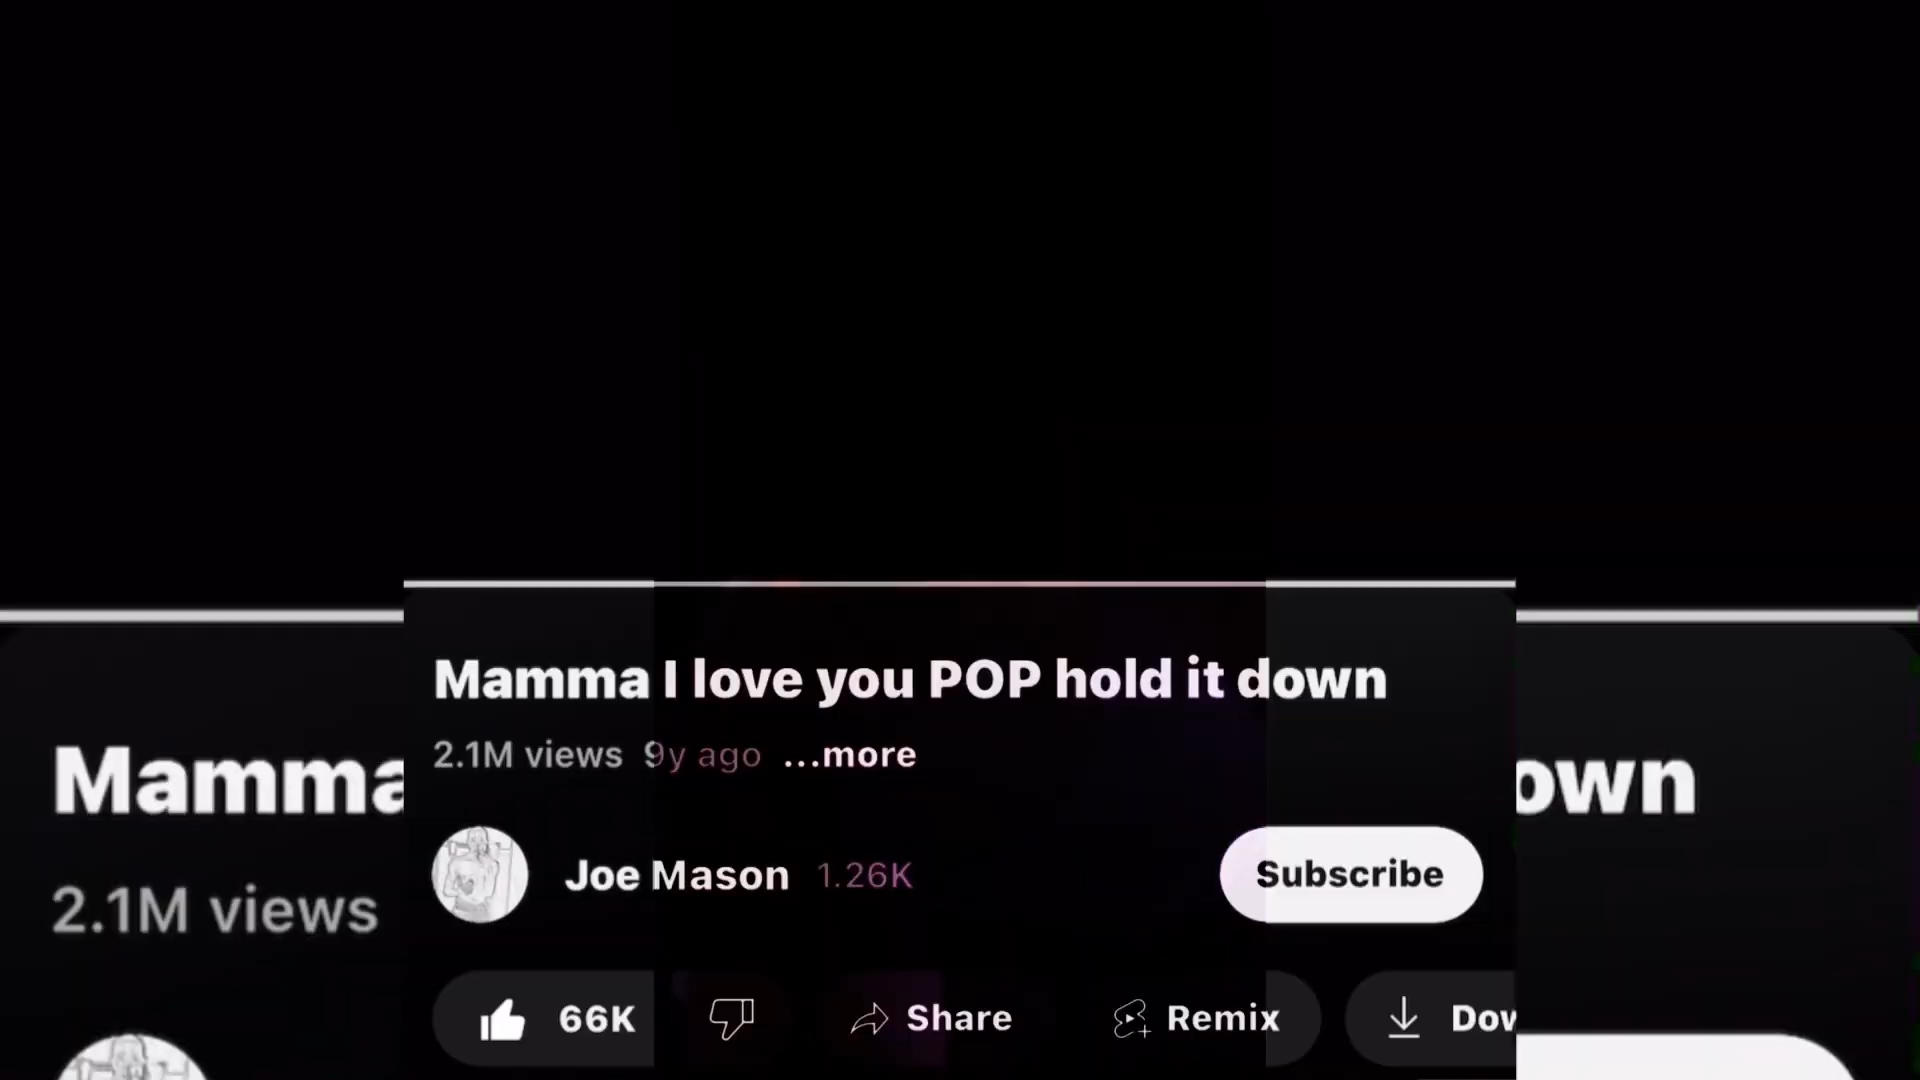 Mamma I love you POP hold it down
2.1M views 9y ago ...more
Joe Mason 1.26K
Subscribe
66K
Share
Remix
Dow
Mamma
own
2.1M views